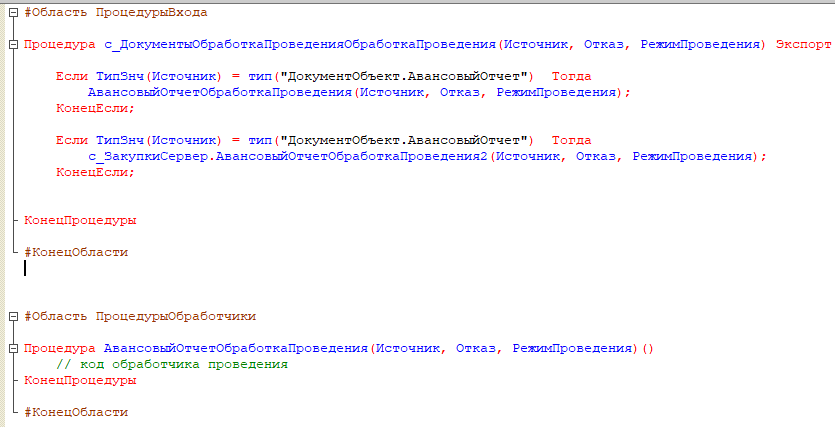 #Область ПроцедурыВхода
Процедура с_ДокументыОбработкаПроведенияОбработкаПроведения(Источник, Отказ, РежимПроведения) Экспорт
Если ТипЗнч(Источник) = тип("ДокументОбъект.АвансовыйОтчет")  Тогда
АвансовыйОтчетОбработкаПроведения(Источник, Отказ, РежимПроведения);
КонецЕсли;
Если ТипЗнч(Источник) = тип("ДокументОбъект.АвансовыйОтчет")  Тогда
с_ЗакупкиСервер.АвансовыйОтчетОбработкаПроведения2(Источник, Отказ, РежимПроведения);
КонецЕсли;
КонецПроцедуры
#КонецОбласти
#Область ПроцедурыОбработчики
Процедура АвансовыйОтчетОбработкаПроведения(Источник, Отказ, РежимПроведения)()
// код обработчика проведения
КонецПроцедуры
#КонецОбласти